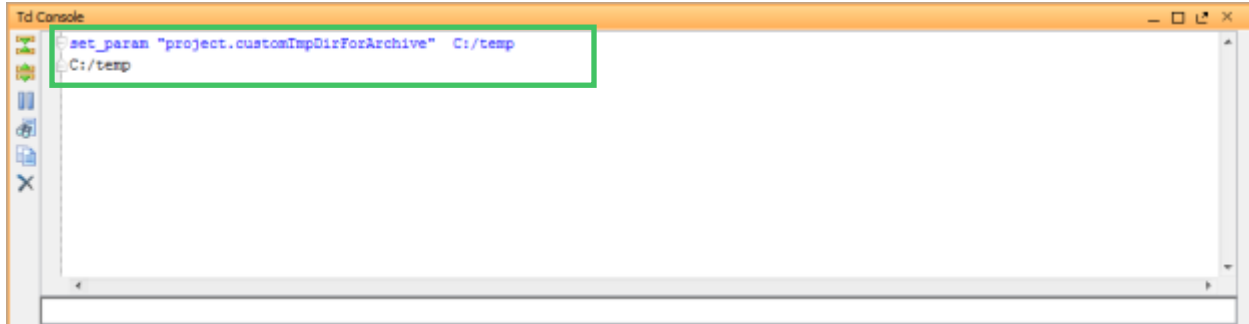 Tcl Console
set_param "project.customTmpDirForArchive"  C:/temp
C:/temp